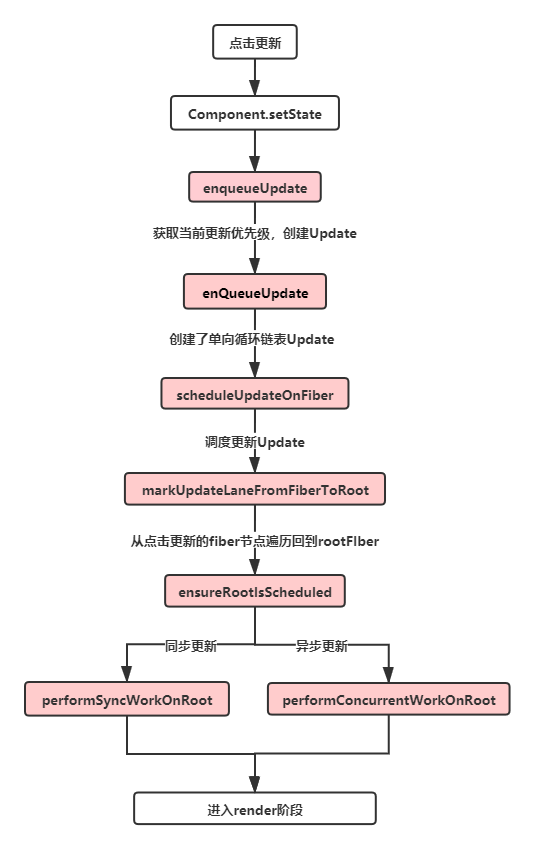 点击更新
Component.setState
enqueueUpdate
获取当前更新优先级，创建Update
enQueueUpdate
创建了单向循环链表Update
scheduleUpdateOnFiber
调度更新Update
markUpdateLaneFromFiberToRoot
从点击更新的fiber节点遍历回到rootFIber
ensureRootIsScheduled
同步更新
异步更新
performSyncWorkOnRoot
performConcurrentWorkOnRoot
进入render阶段